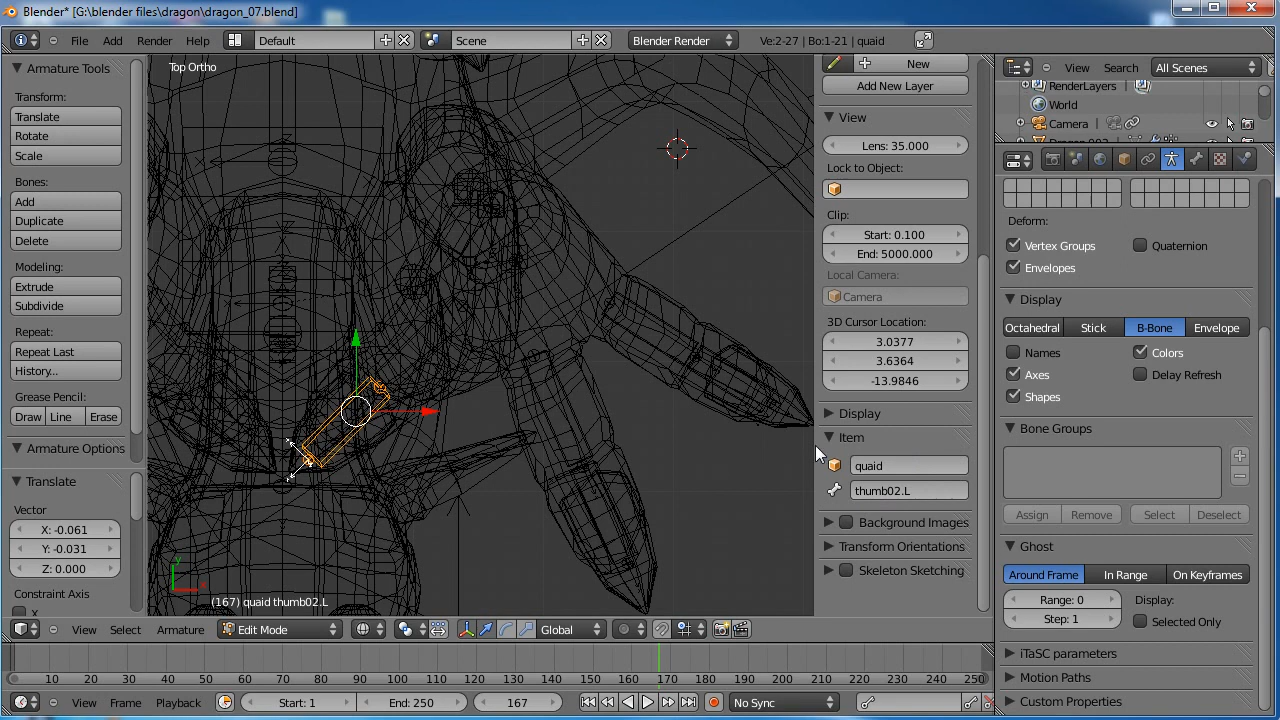 Blender* [G:\blender files\dragon\dragon_07.blend]
File Add Render Help Default Scene Blender Render Ve:2-27 | Bo:1-21 | quaid
View Search All Scenes
RenderLayers
World
Camera
Armature Tools
Transform:
Translate
Rotate
Scale
Bones:
Add
Duplicate
Delete
Modeling:
Extrude
Subdivide
Repeat:
Repeat Last
History...
Grease Pencil:
Draw Line Erase
Armature Options
Translate
Vector
X: -0.061
Y: -0.031
Z: 0.000
Constraint Axis
X
Top Ortho
(167) quaid thumb02.L
New
Add New Layer
View
Lens: 35.000
Lock to Object:
Clip:
Start: 0.100
End: 5000.000
Local Camera:
Camera
3D Cursor Location:
3.0377
3.6364
-13.9846
Display
Item
quaid
thumb02.L
Background Images
Transform Orientations
Skeleton Sketching
Deform:
Vertex Groups Quaternion
Envelopes
Display
Octahedral Stick B-Bone Envelope
Names Colors
Axes Delay Refresh
Shapes
Bone Groups
Assign Remove Select Deselect
Ghost
Around Frame In Range On Keyframes
Range: 0 Display:
Step: 1 Selected Only
iTaSC parameters
Motion Paths
Custom Properties
View Select Armature Edit Mode Global
10 20 30 40 50 60 70 80 90 100 110 120 130 140 150 160 170 180 190 200 210 220 230 240 250
View Frame Playback Start: 1 End: 250 167 No Sync